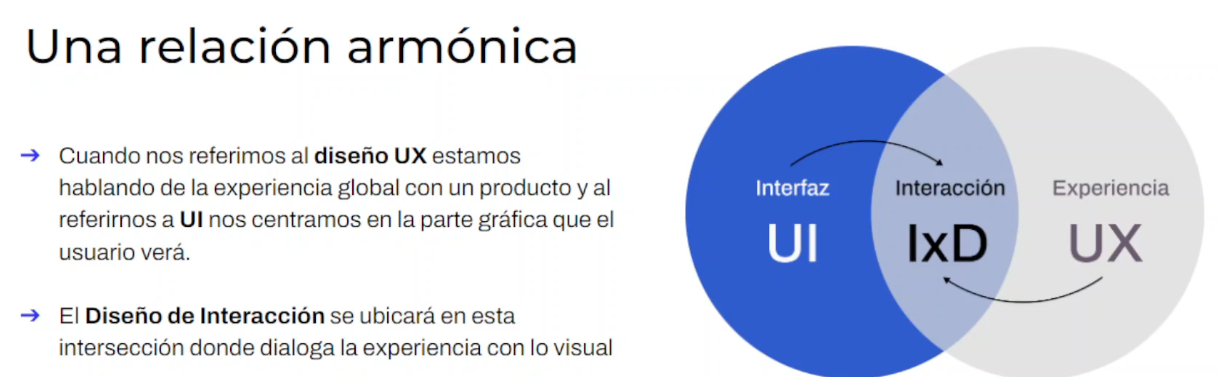 Una relación armónica
➔ Cuando nos referimos al diseño UX estamos
hablando de la experiencia global con un producto y al
referirnos a UI nos centramos en la parte gráfica que el
usuario verá.
➔ El Diseño de Interacción se ubicará en esta
intersección donde dialoga la experiencia con lo visual
Interfaz
UI
Interacción
IxD
Experiencia
UX